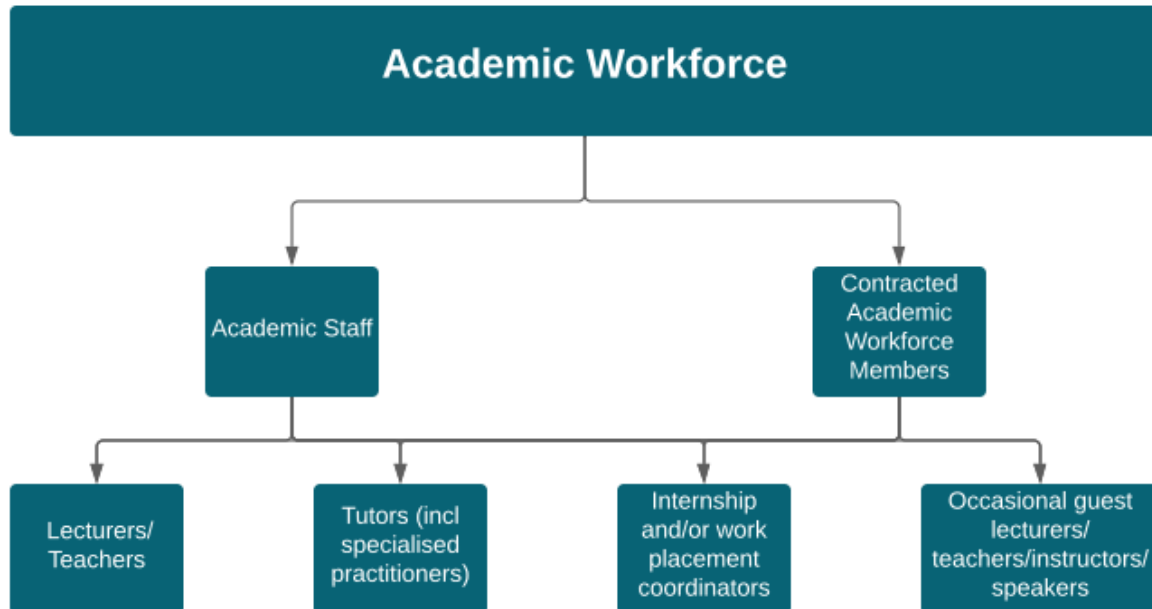 Academic Workforce
Academic Staff
Contracted
Academic
Workforce
Members
Lecturers/
Teachers
Tutors (incl
specialised
practitioners)
Internship
and/or work
placement
coordinators
Occasional guest
lecturers/
teachers/instructors/
speakers